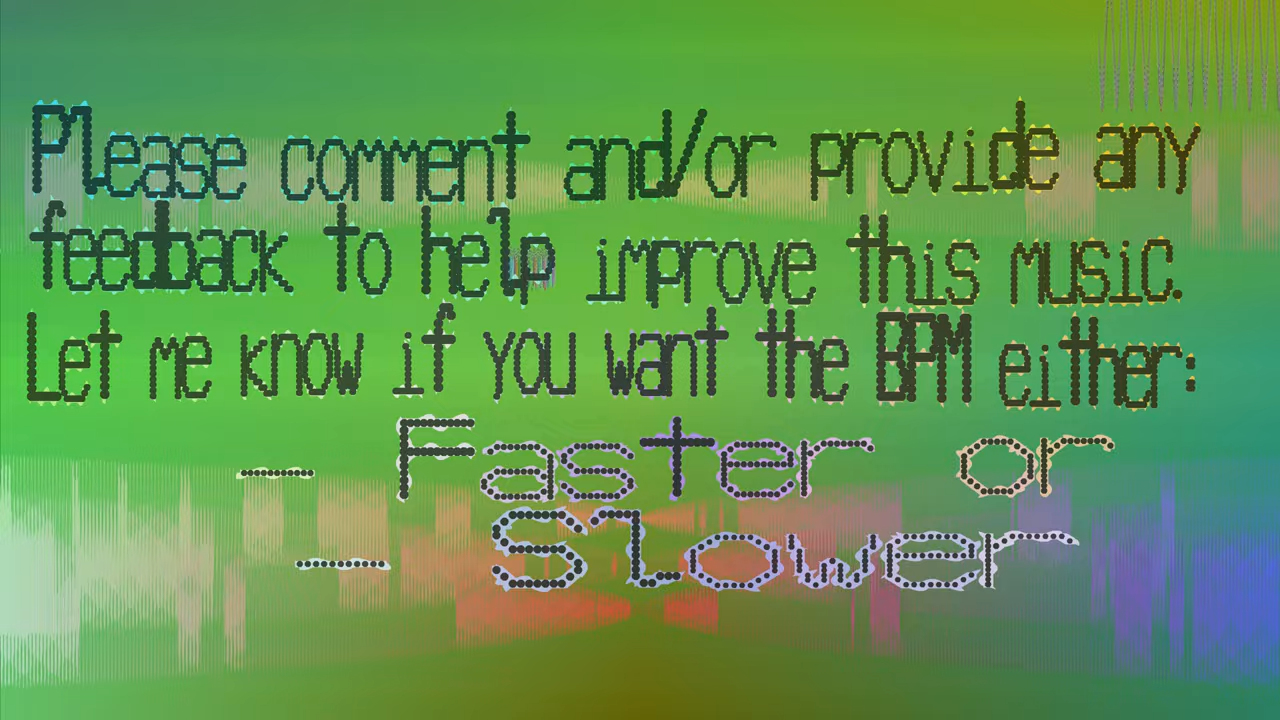 Please comment and/or provide any
feedback to help improve this music.
Let me know if you want the BPM either:
- Faster or
- Slower